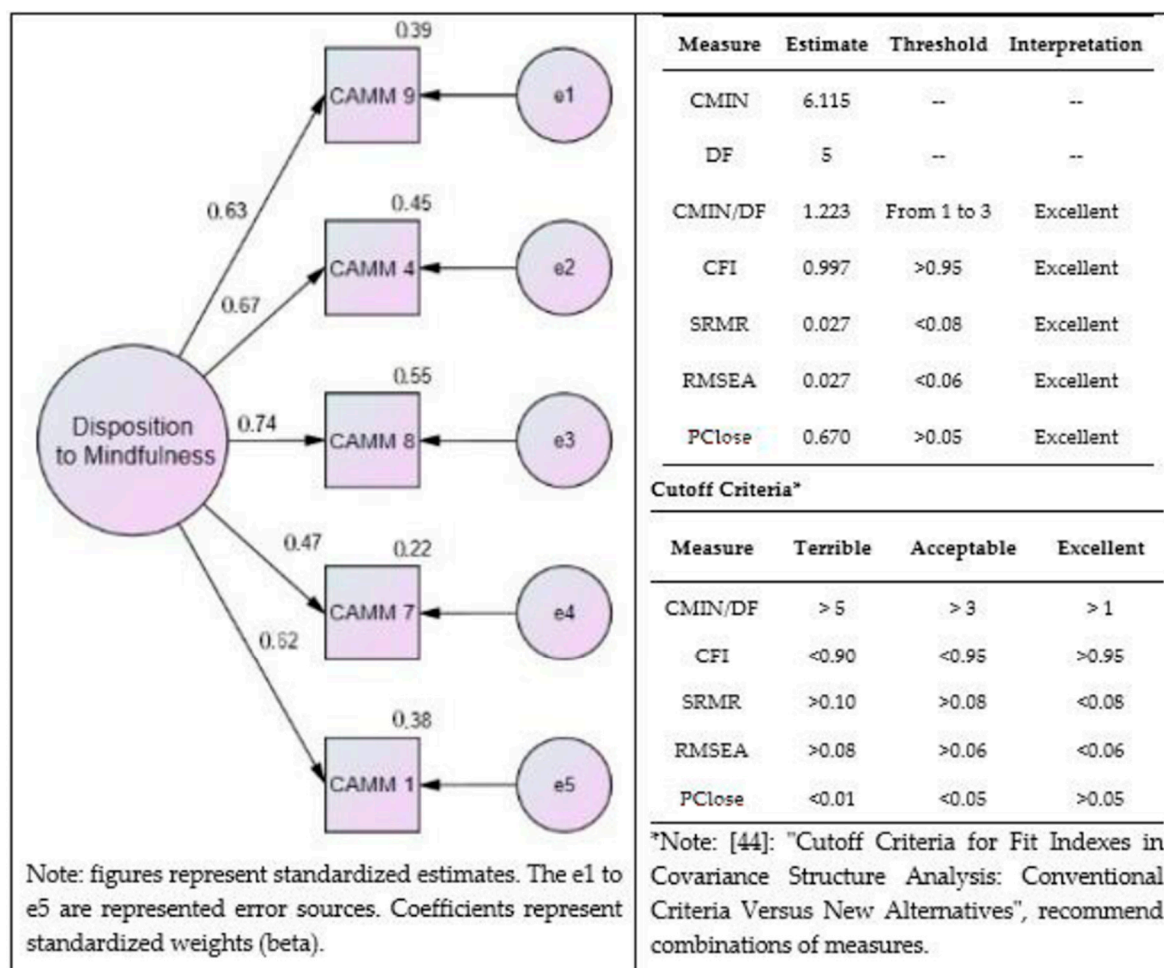 0.39
CAMM 9
e1
0.63
0.45
CAMM 4
e2
0.67
0.55
CAMM 8
e3
0.74
Disposition
to Mindfulness
0.47
0.22
CAMM 7
e4
0.62
0.38
CAMM 1
e5
Note: figures represent standardized estimates. The e1 to
e5 are represented error sources. Coefficients represent
standardized weights (beta).
Measure Estimate Threshold Interpretation
CMIN 6.115 -- --
DF 5 -- --
CMIN/DF 1.223 From 1 to 3 Excellent
CFI 0.997 >0.95 Excellent
SRMR 0.027 <0.08 Excellent
RMSEA 0.027 <0.06 Excellent
PClose 0.670 >0.05 Excellent
Cutoff Criteria*
Measure Terrible Acceptable Excellent
CMIN/DF > 5 > 3 > 1
CFI <0.90 <0.95 >0.95
SRMR >0.10 >0.08 <0.08
RMSEA >0.08 >0.06 <0.06
PClose <0.01 <0.05 >0.05
*Note: [44]: "Cutoff Criteria for Fit Indexes in
Covariance Structure Analysis: Conventional
Criteria Versus New Alternatives", recommend
combinations of measures.